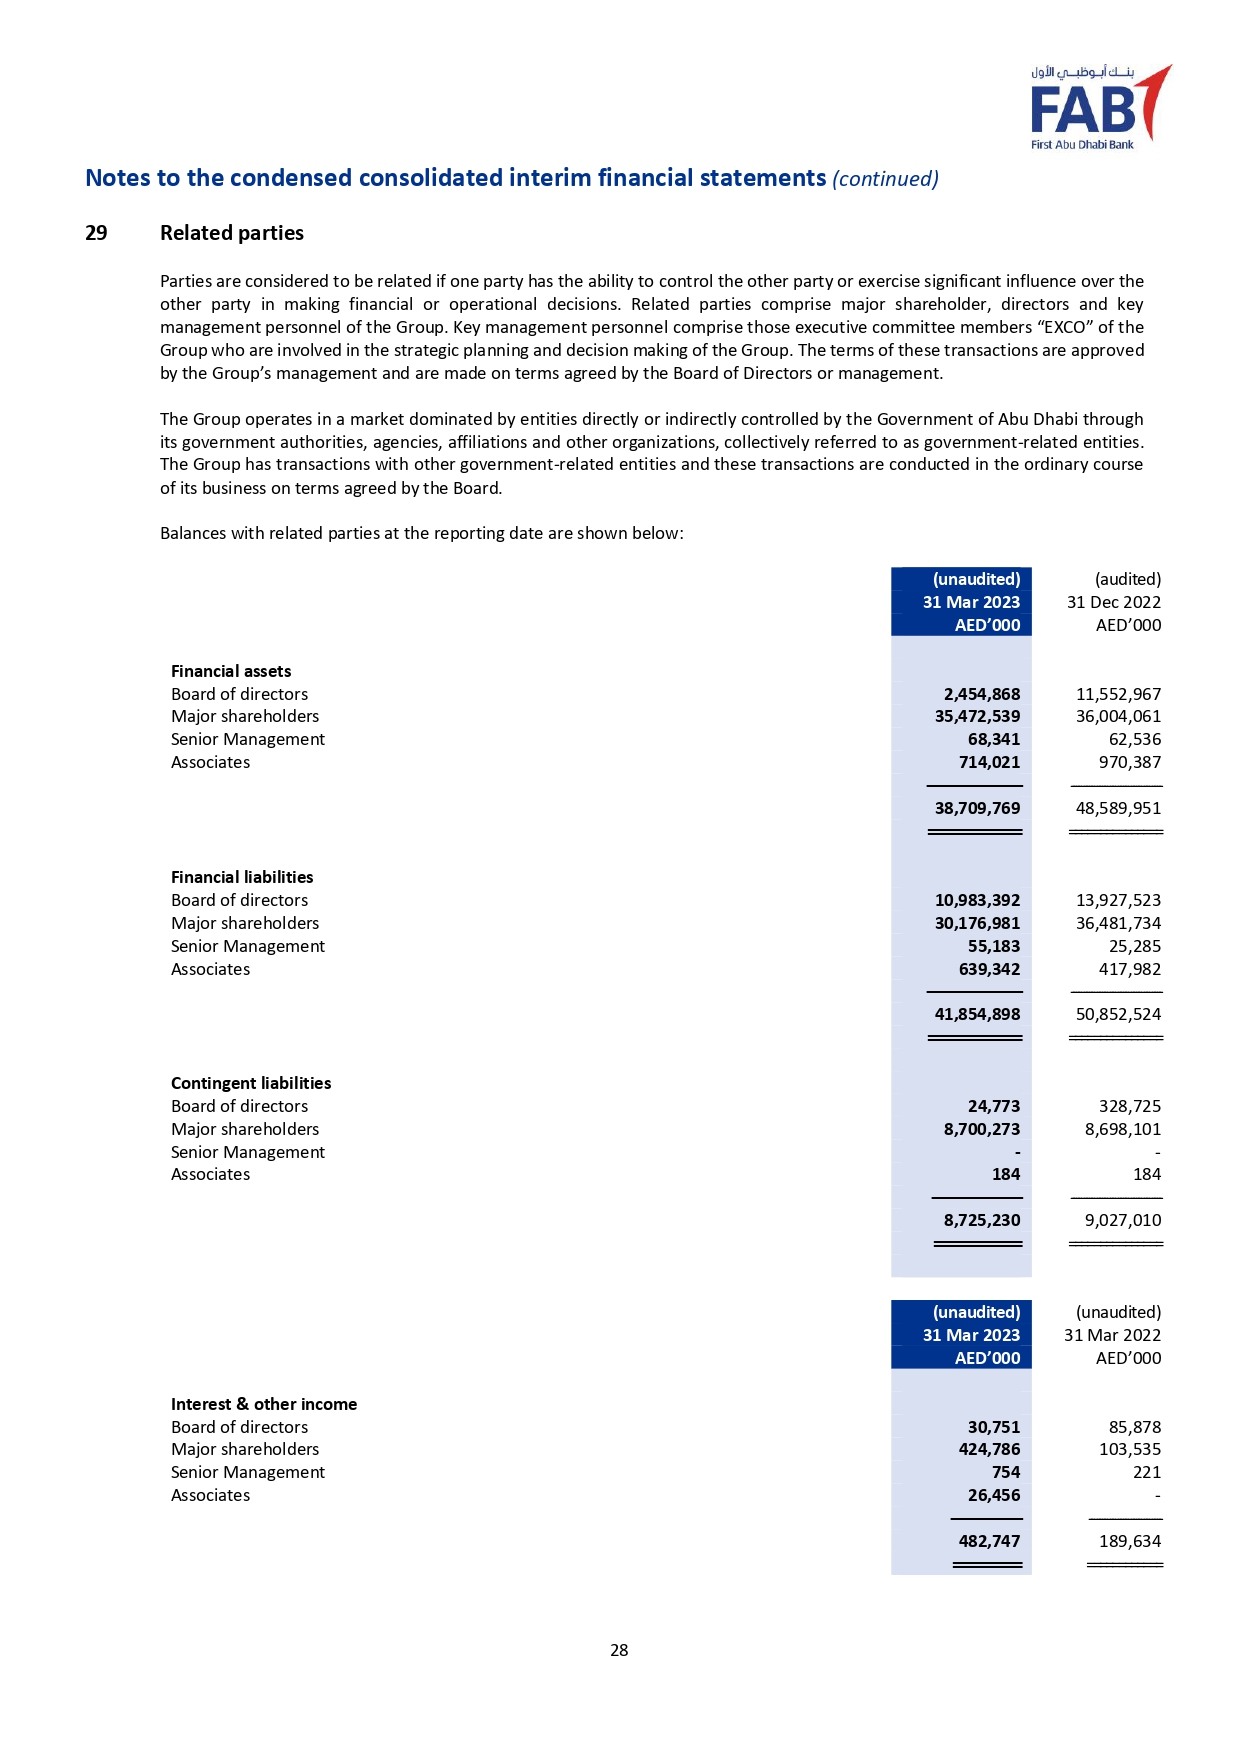 بنك أبوظبي الأول
FAB
First Abu Dhabi Bank
Notes to the condensed consolidated interim financial statements (continued)
29 Related parties
Parties are considered to be related if one party has the ability to control the other party or exercise significant influence over the
other party in making financial or operational decisions. Related parties comprise major shareholder, directors and key
management personnel of the Group. Key management personnel comprise those executive committee members “EXCO” of the
Group who are involved in the strategic planning and decision making of the Group. The terms of these transactions are approved
by the Group’s management and are made on terms agreed by the Board of Directors or management.
The Group operates in a market dominated by entities directly or indirectly controlled by the Government of Abu Dhabi through
its government authorities, agencies, affiliations and other organizations, collectively referred to as government-related entities.
The Group has transactions with other government-related entities and these transactions are conducted in the ordinary course
of its business on terms agreed by the Board.
Balances with related parties at the reporting date are shown below:
(unaudited) (audited)
31 Mar 2023 31 Dec 2022
AED’000 AED’000
Financial assets
Board of directors 2,454,868 11,552,967
Major shareholders 35,472,539 36,004,061
Senior Management 68,341 62,536
Associates 714,021 970,387
38,709,769 48,589,951
Financial liabilities
Board of directors 10,983,392 13,927,523
Major shareholders 30,176,981 36,481,734
Senior Management 55,183 25,285
Associates 639,342 417,982
41,854,898 50,852,524
Contingent liabilities
Board of directors 24,773 328,725
Major shareholders 8,700,273 8,698,101
Senior Management - -
Associates 184 184
8,725,230 9,027,010
(unaudited) (unaudited)
31 Mar 2023 31 Mar 2022
AED’000 AED’000
Interest & other income
Board of directors 30,751 85,878
Major shareholders 424,786 103,535
Senior Management 754 221
Associates 26,456 -
482,747 189,634
28